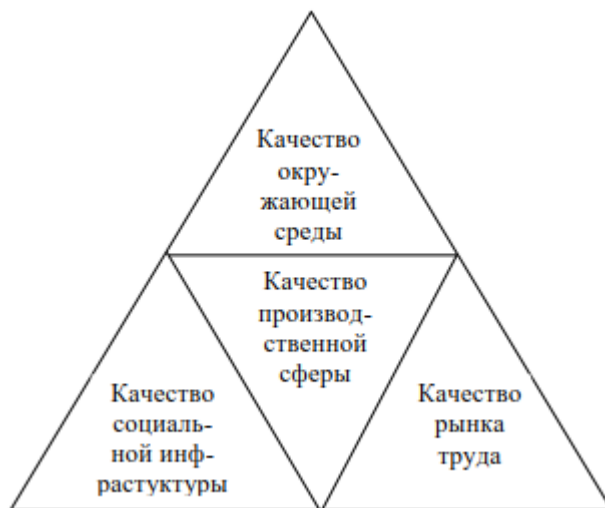 Качество
окру-
жающей
среды
Качество
производ-
ственной
сферы
Качество
социаль-
ной инф-
растуктуры
Качество
рынка
труда